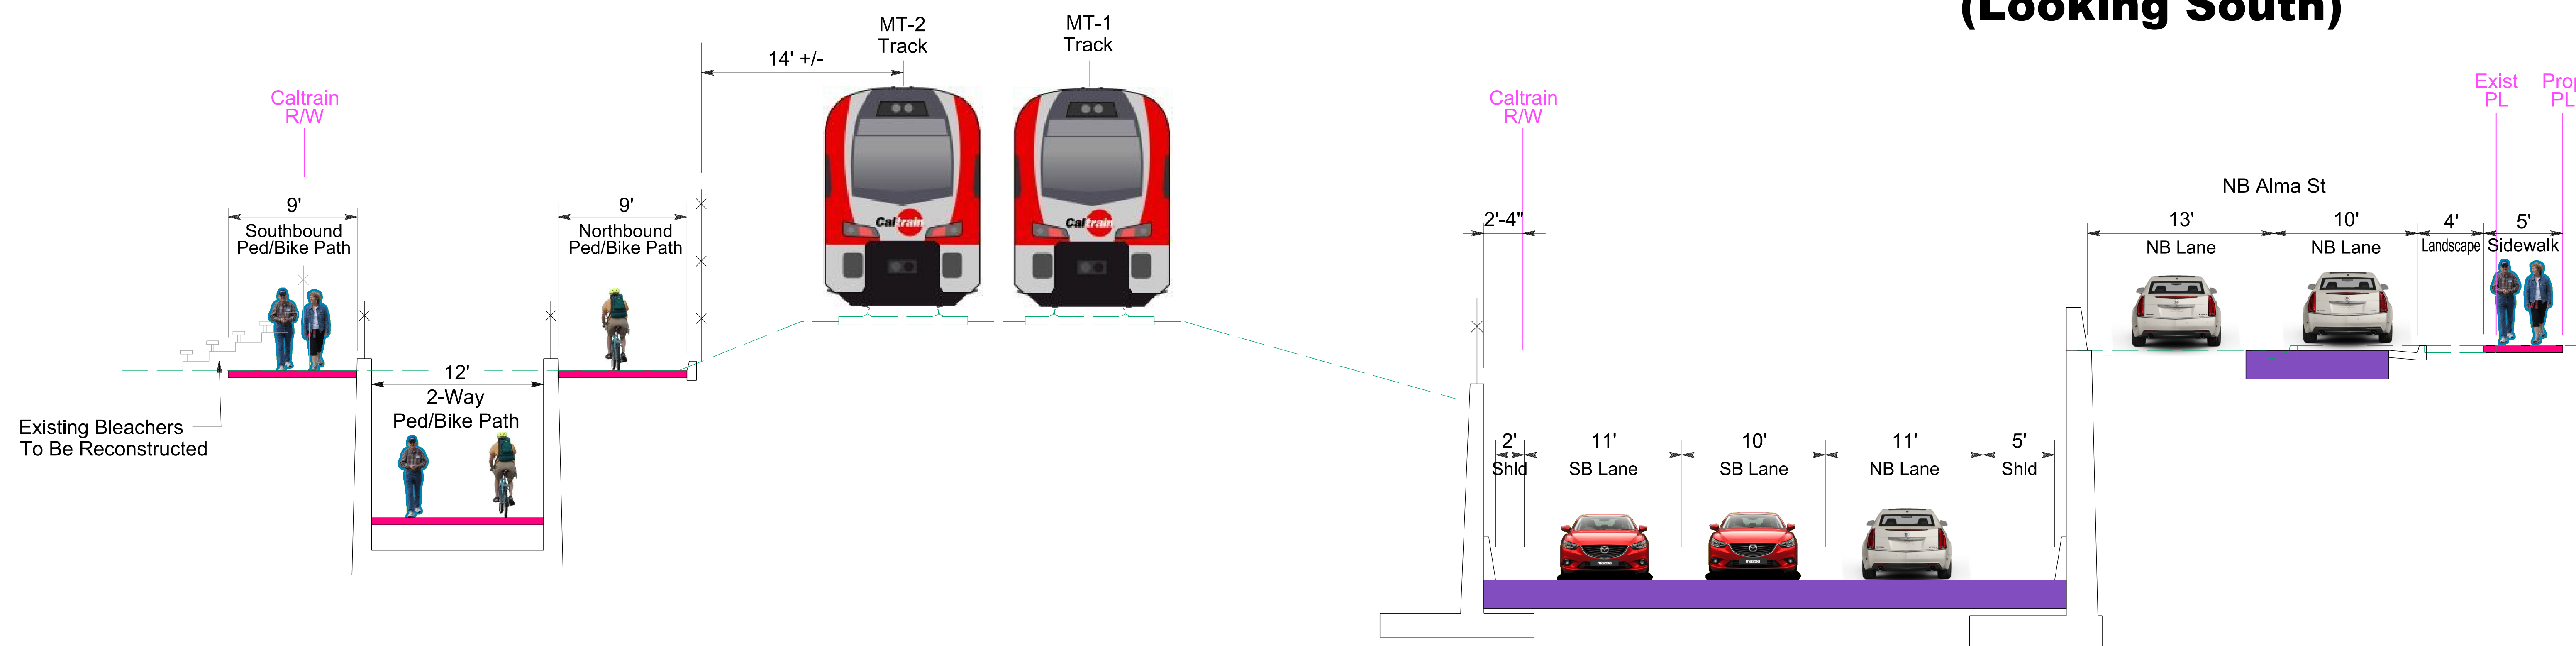 (Looking South)
MT-2
Track
MT-1
Track
14' +/-
Caltrain
R/W
Caltrain
R/W
Exist
PL
Prop
PL
9'
Southbound
Ped/Bike Path
9'
Northbound
Ped/Bike Path
Caltrain
Caltrain
2'-4"
NB Alma St
13'
NB Lane
10'
NB Lane
4'
Landscape
5'
Sidewalk
12'
2-Way
Ped/Bike Path
Existing Bleachers
To Be Reconstructed
2'
Shld
11'
SB Lane
10'
SB Lane
11'
NB Lane
5'
Shld